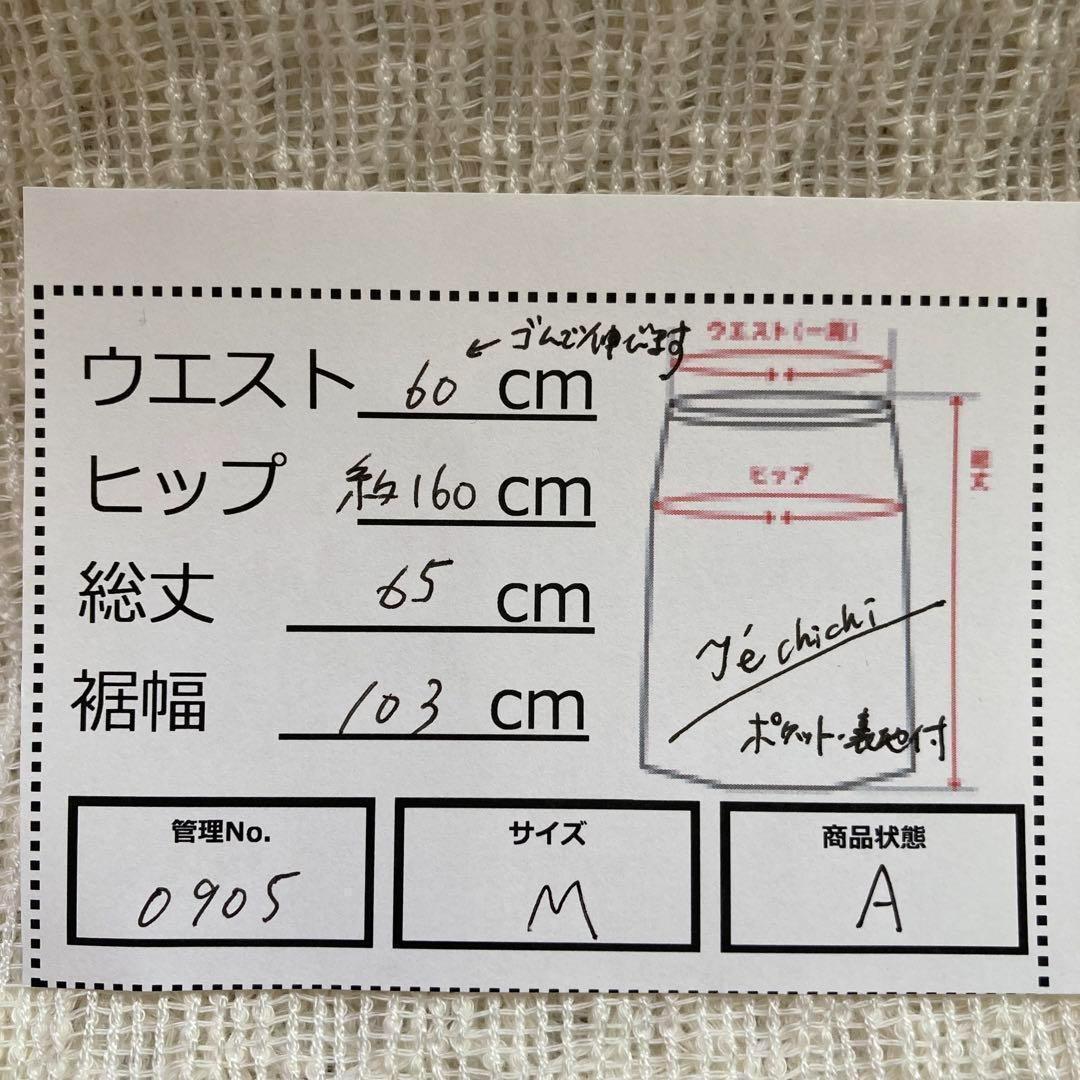 ← ゴムで伸びます
ウエスト 60 cm
ヒップ 約160 cm
総丈 65 cm
裾幅 103 cm
ウエスト(一周)
ヒップ
総丈
Yé chichi
ポケット・裏地付
管理No.
0905
サイズ
M
商品状態
A